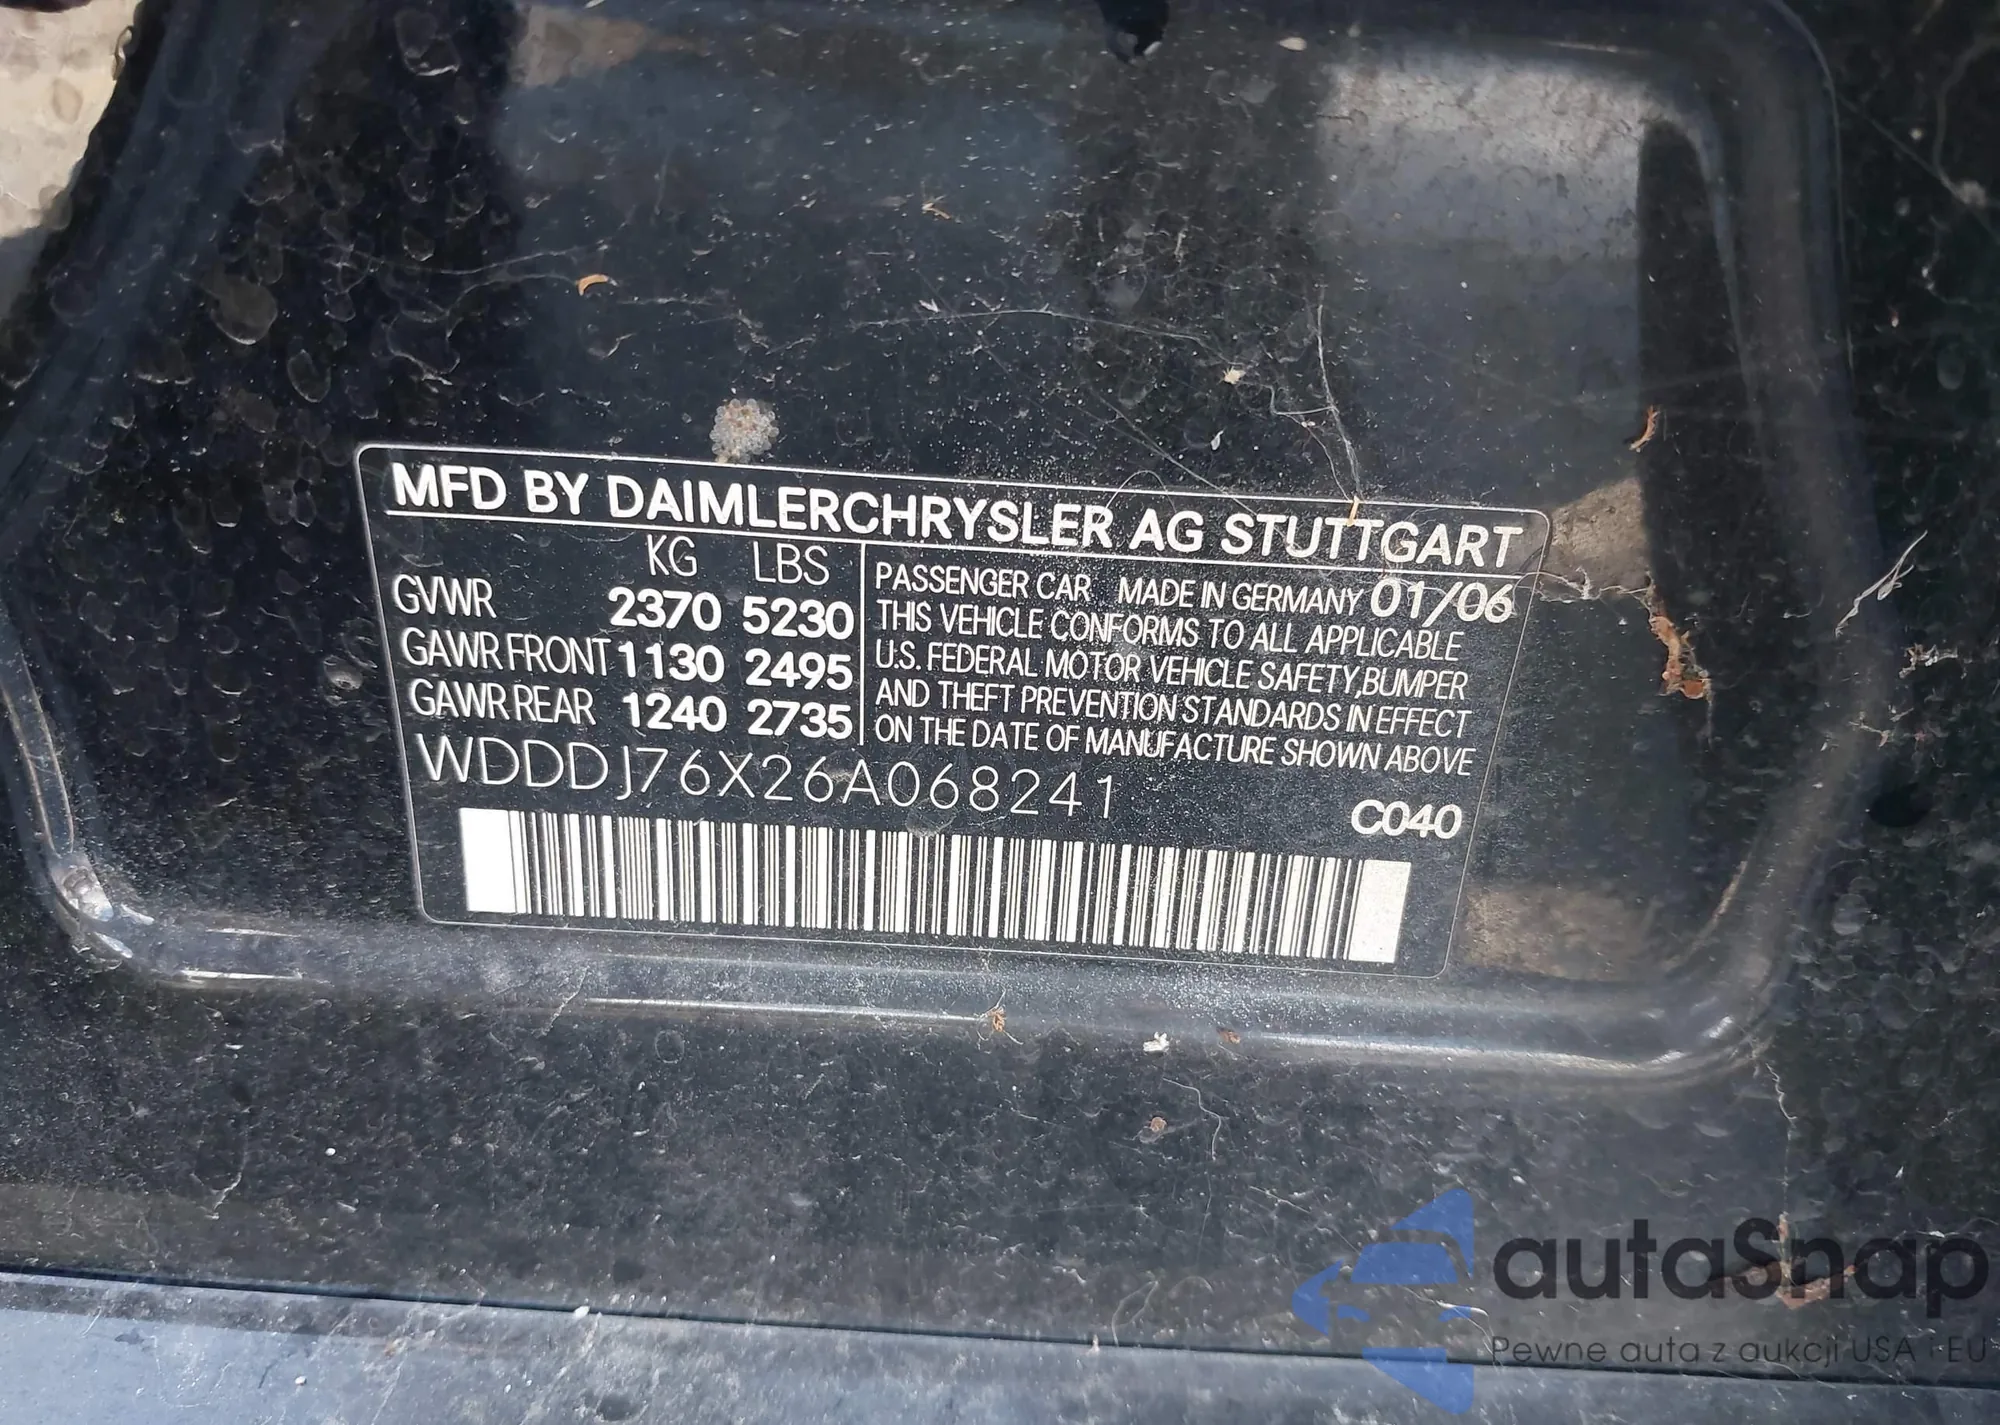 MFD BY DAIMLERCHRYSLER AG STUTTGART
KG LBS
GVWR 2370 5230
GAWR FRONT 1130 2495
GAWR REAR 1240 2735
PASSENGER CAR MADE IN GERMANY 01/06
THIS VEHICLE CONFORMS TO ALL APPLICABLE
U.S. FEDERAL MOTOR VEHICLE SAFETY,BUMPER
AND THEFT PREVENTION STANDARDS IN EFFECT
ON THE DATE OF MANUFACTURE SHOWN ABOVE
WDDDJ76X26A068241
C040
autaSnap
Pewne auta z aukcji USA i EU